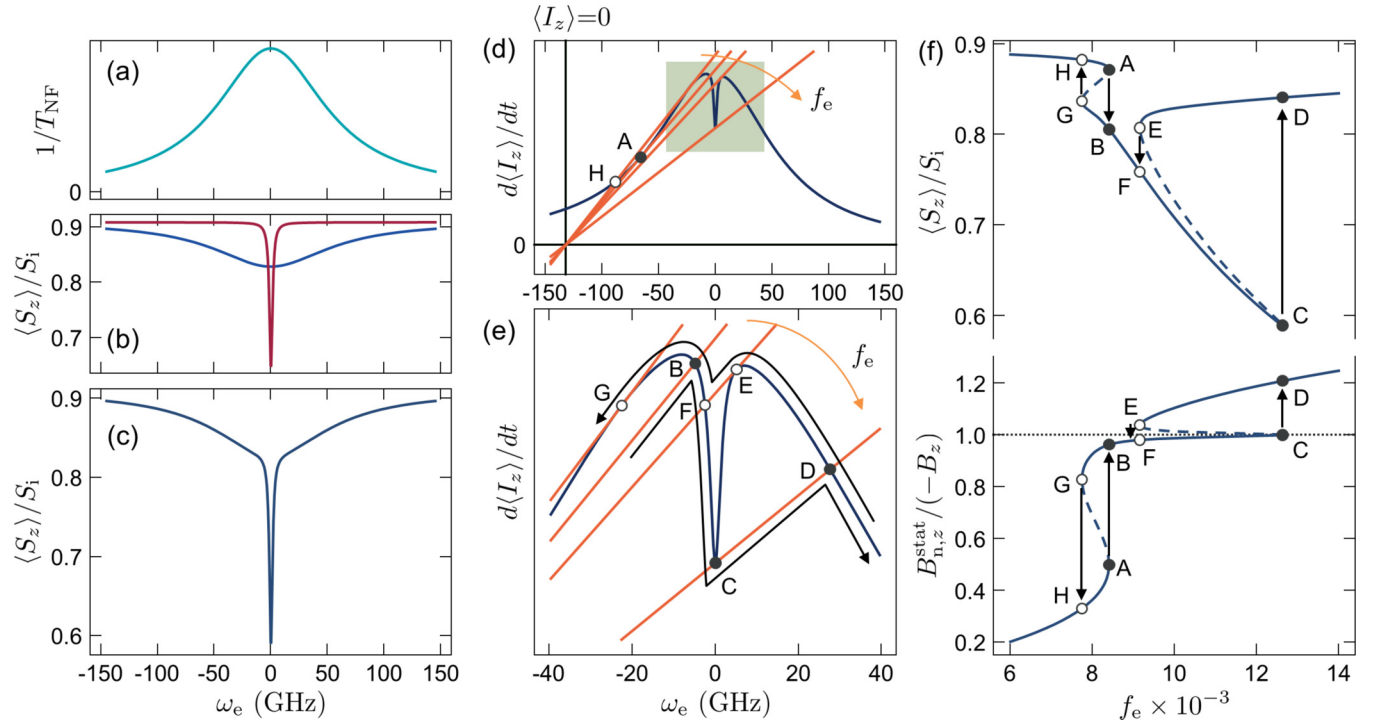 (a)
1/T_NF
0
(b)
⟨S_z⟩/S_i
0.9
0.8
0.7
(c)
⟨S_z⟩/S_i
0.9
0.8
0.7
0.6
-150 -100 -50 0 50 100 150
ω_e (GHz)
⟨I_z⟩=0
(d)
d⟨I_z⟩/dt
f_e
A
H
0
-150 -100 -50 0 50 100 150
(e)
d⟨I_z⟩/dt
f_e
B
E
G
F
D
C
-40 -20 0 20 40
ω_e (GHz)
(f)
⟨S_z⟩/S_i
0.9
0.8
0.7
0.6
H
A
G
B
E
D
F
C
B_{n,z}^{stat}/(-B_z)
1.2
1.0
0.8
0.6
0.4
0.2
E
D
B
F
C
G
A
H
6 8 10 12 14
f_e × 10^{-3}